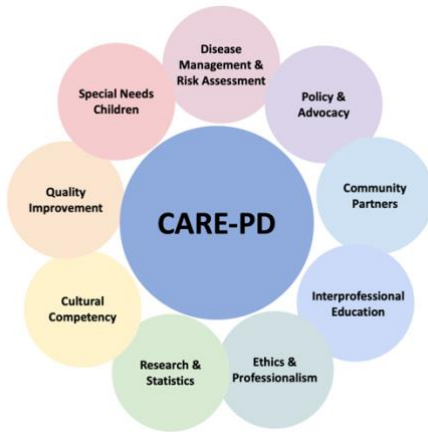 Disease
Management &
Risk Assessment
Policy &
Advocacy
Community
Partners
Interprofessional
Education
Ethics &
Professionalism
Research &
Statistics
Cultural
Competency
Quality
Improvement
Special Needs
Children
CARE-PD